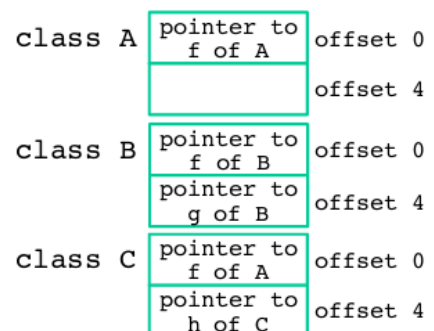 class A pointer to offset 0
f of A
offset 4
class B pointer to offset 0
f of B
pointer to offset 4
g of B
class C pointer to offset 0
f of A
pointer to offset 4
h of C